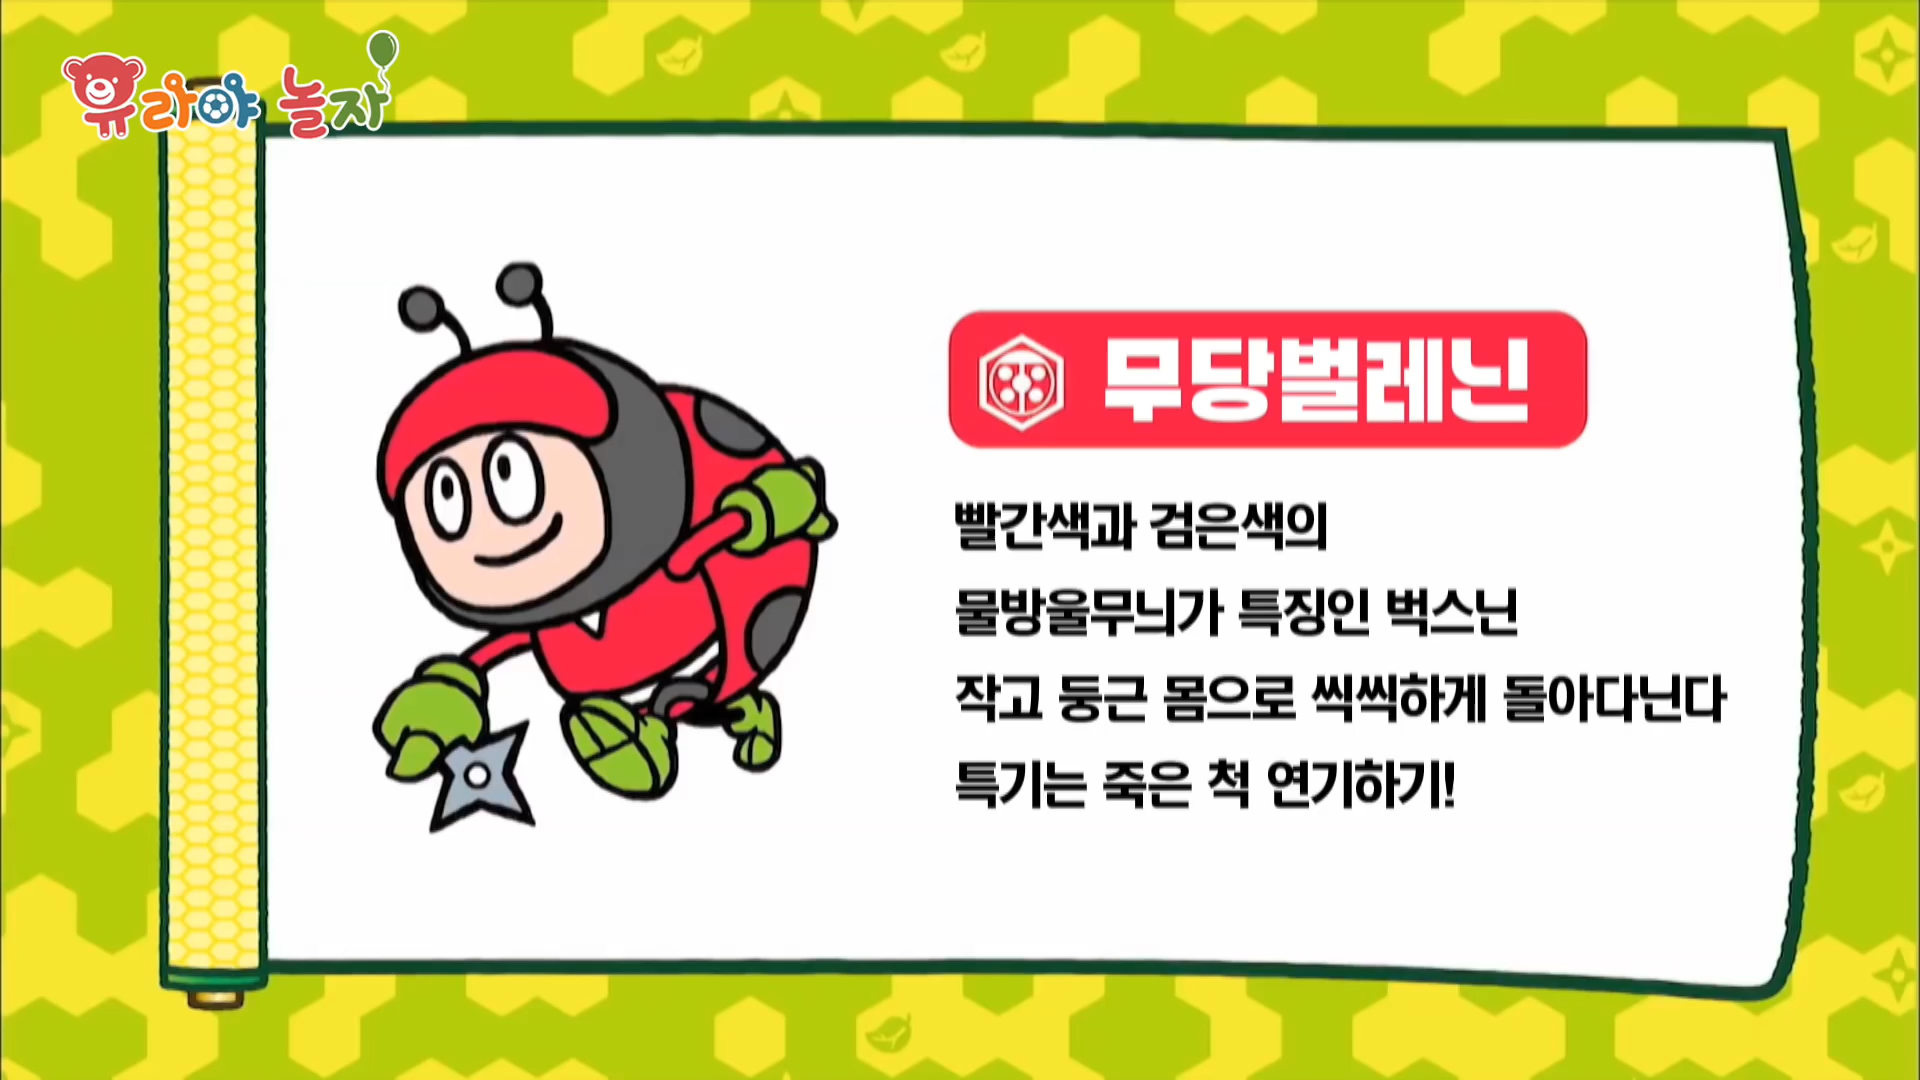 유라야 놀자
무당벌레닌
빨간색과 검은색의
물방울무늬가 특징인 벅스닌
작고 둥근 몸으로 씩씩하게 돌아다닌다
특기는 죽은 척 연기하기!